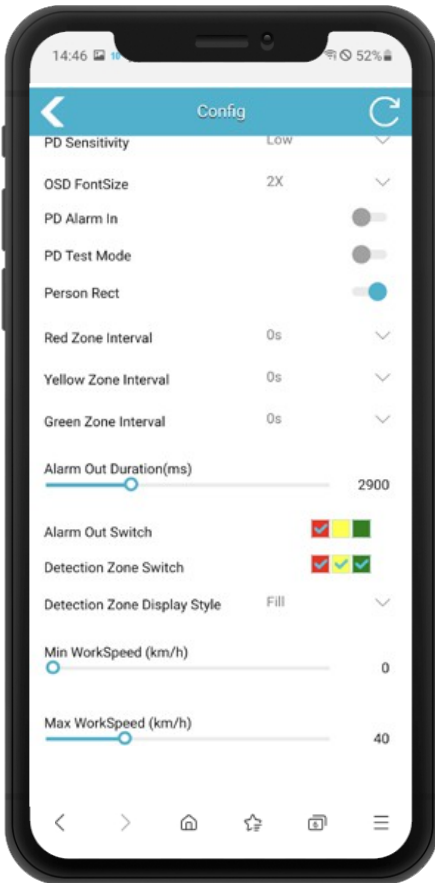 14:46 52%
Config
PD Sensitivity Low
OSD FontSize 2X
PD Alarm In
PD Test Mode
Person Rect
Red Zone Interval 0s
Yellow Zone Interval 0s
Green Zone Interval 0s
Alarm Out Duration(ms)
2900
Alarm Out Switch
Detection Zone Switch
Detection Zone Display Style Fill
Min WorkSpeed (km/h)
0
Max WorkSpeed (km/h)
40